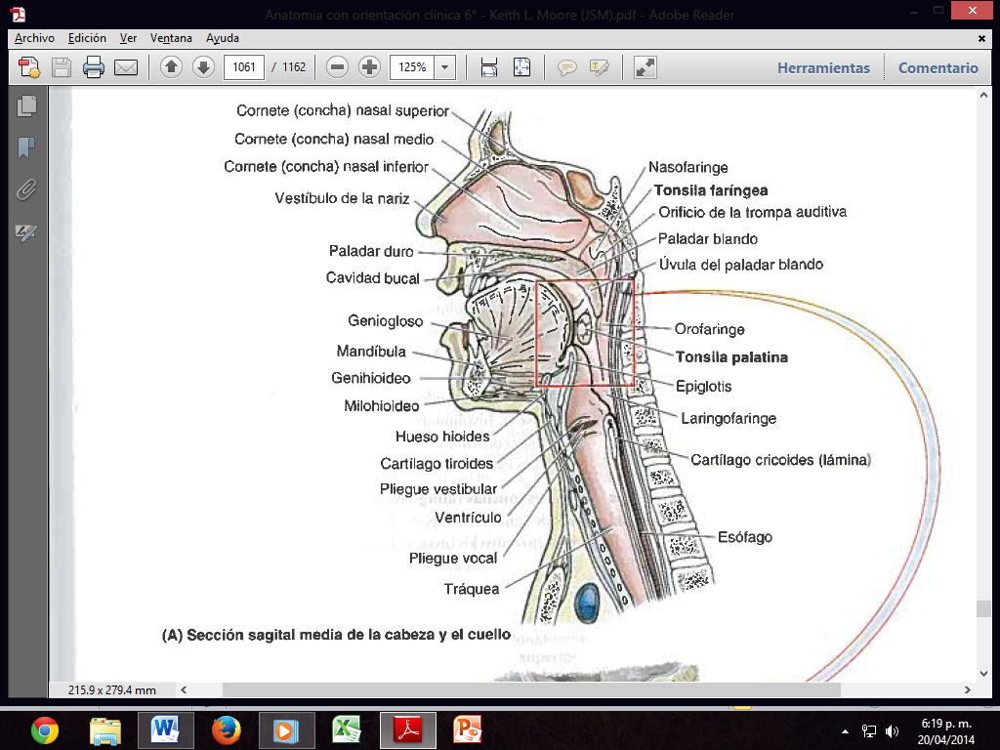 Anatomía con orientación clínica 6° - Keith L. Moore (JSM).pdf - Adobe Reader
Archivo Edición Ver Ventana Ayuda
1061 / 1162 125% Herramientas Comentario
Cornete (concha) nasal superior
Cornete (concha) nasal medio
Cornete (concha) nasal inferior
Vestíbulo de la nariz
Paladar duro
Cavidad bucal
Geniogloso
Mandíbula
Genihioideo
Milohioideo
Hueso hioides
Cartílago tiroides
Pliegue vestibular
Ventrículo
Pliegue vocal
Tráquea
Nasofaringe
Tonsila faríngea
Orificio de la trompa auditiva
Paladar blando
Úvula del paladar blando
Orofaringe
Tonsila palatina
Epiglotis
Laringofaringe
Cartílago cricoides (lámina)
Esófago
(A) Sección sagital media de la cabeza y el cuello
215.9 x 279.4 mm
6:19 p. m.
20/04/2014